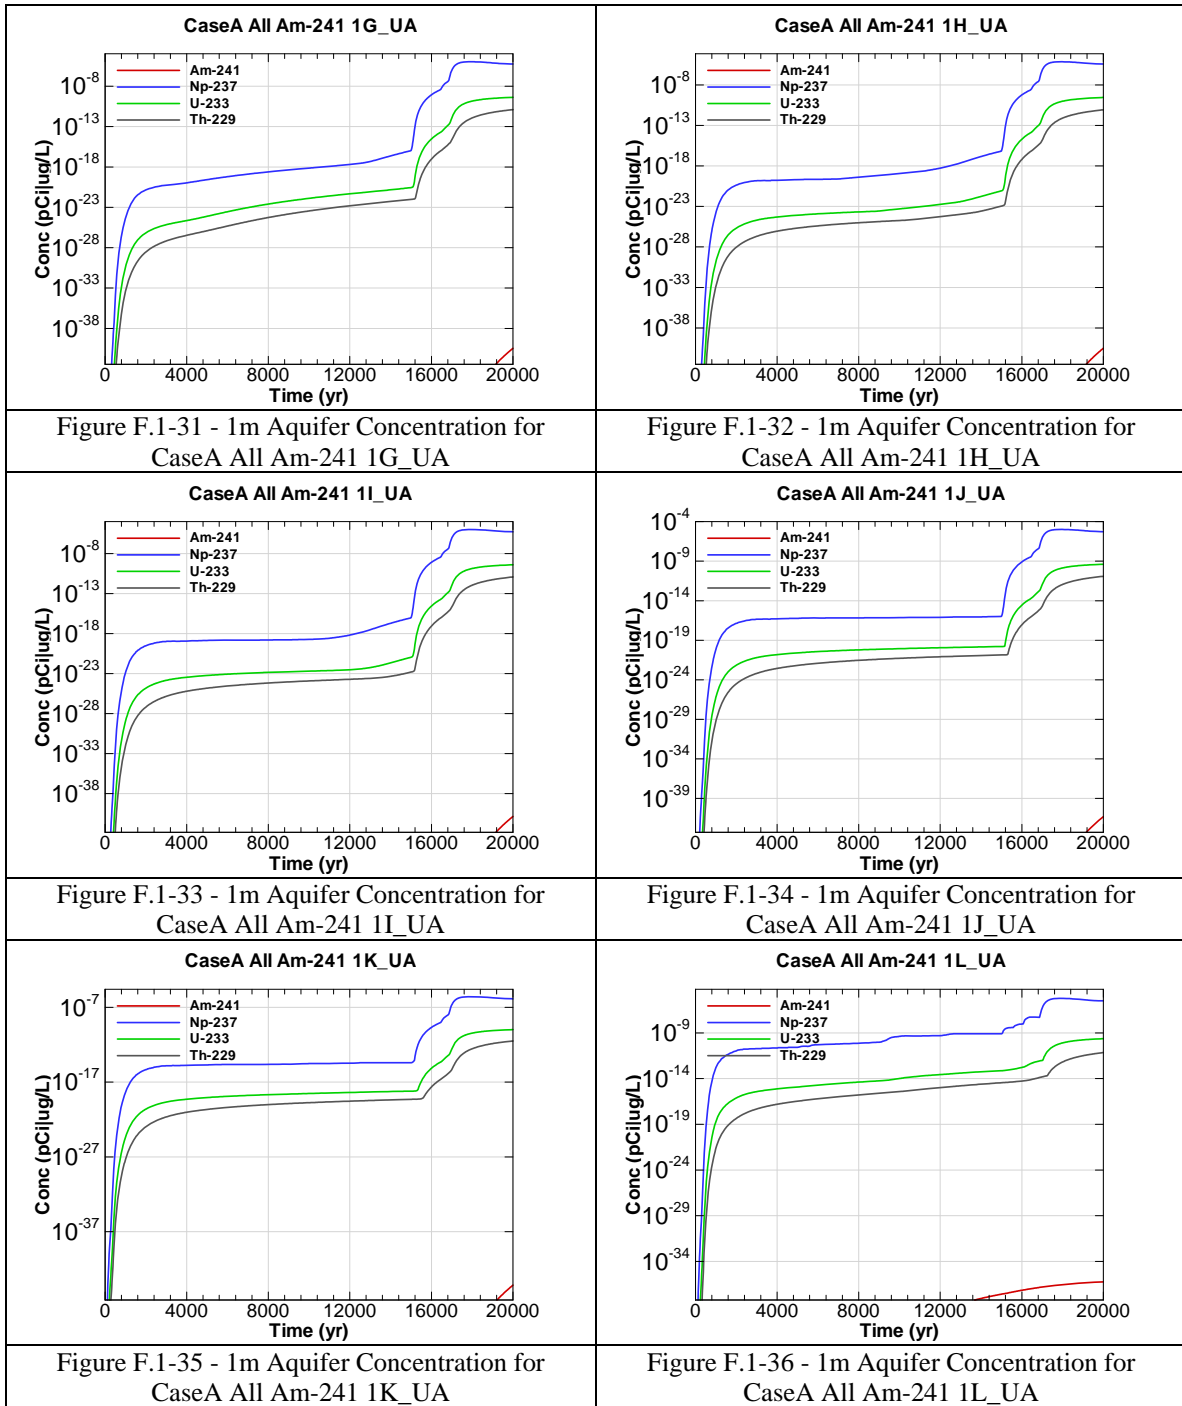 CaseA All Am-241 1G_UA
Am-241
Np-237
U-233
Th-229
10-8
10-13
10-18
10-23
10-28
10-33
10-38
Conc (pCi|ug/L)
0 4000 8000 12000 16000 20000
Time (yr)
Figure F.1-31 - 1m Aquifer Concentration for
CaseA All Am-241 1G_UA
CaseA All Am-241 1H_UA
Am-241
Np-237
U-233
Th-229
10-8
10-13
10-18
10-23
10-28
10-33
10-38
Conc (pCi|ug/L)
0 4000 8000 12000 16000 20000
Time (yr)
Figure F.1-32 - 1m Aquifer Concentration for
CaseA All Am-241 1H_UA
CaseA All Am-241 1I_UA
Am-241
Np-237
U-233
Th-229
10-8
10-13
10-18
10-23
10-28
10-33
10-38
Conc (pCi|ug/L)
0 4000 8000 12000 16000 20000
Time (yr)
Figure F.1-33 - 1m Aquifer Concentration for
CaseA All Am-241 1I_UA
CaseA All Am-241 1J_UA
Am-241
Np-237
U-233
Th-229
10-4
10-9
10-14
10-19
10-24
10-29
10-34
10-39
Conc (pCi|ug/L)
0 4000 8000 12000 16000 20000
Time (yr)
Figure F.1-34 - 1m Aquifer Concentration for
CaseA All Am-241 1J_UA
CaseA All Am-241 1K_UA
Am-241
Np-237
U-233
Th-229
10-7
10-17
10-27
10-37
Conc (pCi|ug/L)
0 4000 8000 12000 16000 20000
Time (yr)
Figure F.1-35 - 1m Aquifer Concentration for
CaseA All Am-241 1K_UA
CaseA All Am-241 1L_UA
Am-241
Np-237
U-233
Th-229
10-9
10-14
10-19
10-24
10-29
10-34
Conc (pCi|ug/L)
0 4000 8000 12000 16000 20000
Time (yr)
Figure F.1-36 - 1m Aquifer Concentration for
CaseA All Am-241 1L_UA